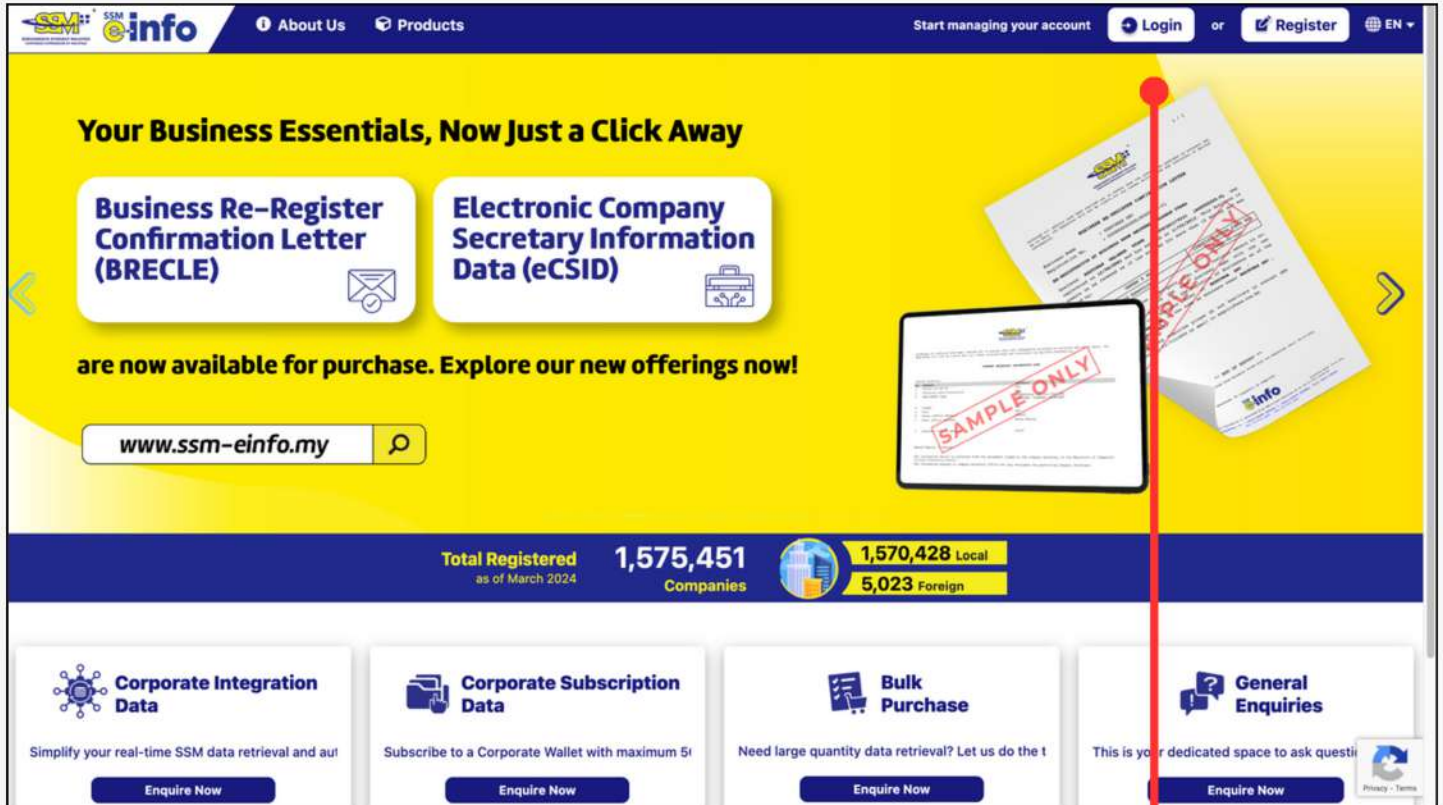 SSM
SSM
e-info
About Us
Products
Start managing your account
Login
or
Register
EN
Your Business Essentials, Now Just a Click Away
Business Re-Register
Confirmation Letter
(BRECLE)
Electronic Company
Secretary Information
Data (eCSID)
are now available for purchase. Explore our new offerings now!
www.ssm-einfo.my
SAMPLE ONLY
SAMPLE ONLY
info
Total Registered
as of March 2024
1,575,451
Companies
1,570,428 Local
5,023 Foreign
Corporate Integration
Data
Simplify your real-time SSM data retrieval and aut
Enquire Now
Corporate Subscription
Data
Subscribe to a Corporate Wallet with maximum 5
Enquire Now
Bulk
Purchase
Need large quantity data retrieval? Let us do the t
Enquire Now
General
Enquiries
This is your dedicated space to ask questi
Enquire Now
Privacy - Terms